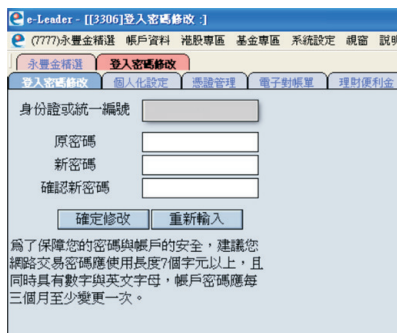 e-Leader - [[3306]登入密碼修改 :]
(7777)永豐金精選 帳戶資料 複股專區 基金專區 系統設定 視窗 說明
永豐金精選 登入密碼修改
登入密碼修改 個人化設定 憑證管理 電子對帳單 理財便利金
身份證或統一編號
原密碼
新密碼
確認新密碼
確定修改 重新輸入
為了保障您的密碼與帳戶的安全，建議您
網路交易密碼應使用長度7個字元以上，且
同時具有數字與英文字母，帳戶密碼應每
三個月至少變更一次。